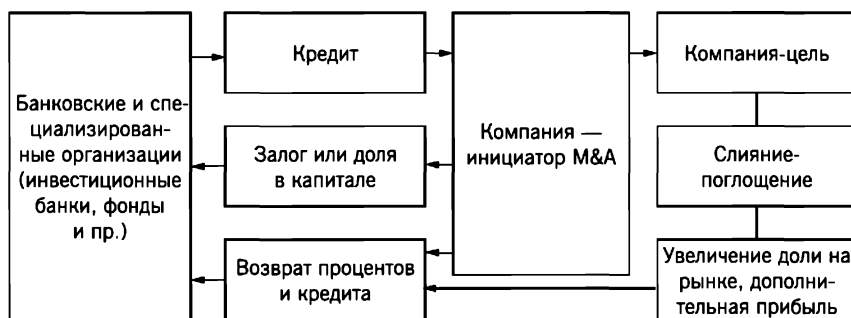 Банковские и спе-
циализирован-
ные организации
(инвестиционные
банки, фонды
и пр.)
Кредит
Залог или доля
в капитале
Возврат процентов
и кредита
Компания —
инициатор M&A
Компания-цель
Слияние-
поглощение
Увеличение доли на
рынке, дополни-
тельная прибыль